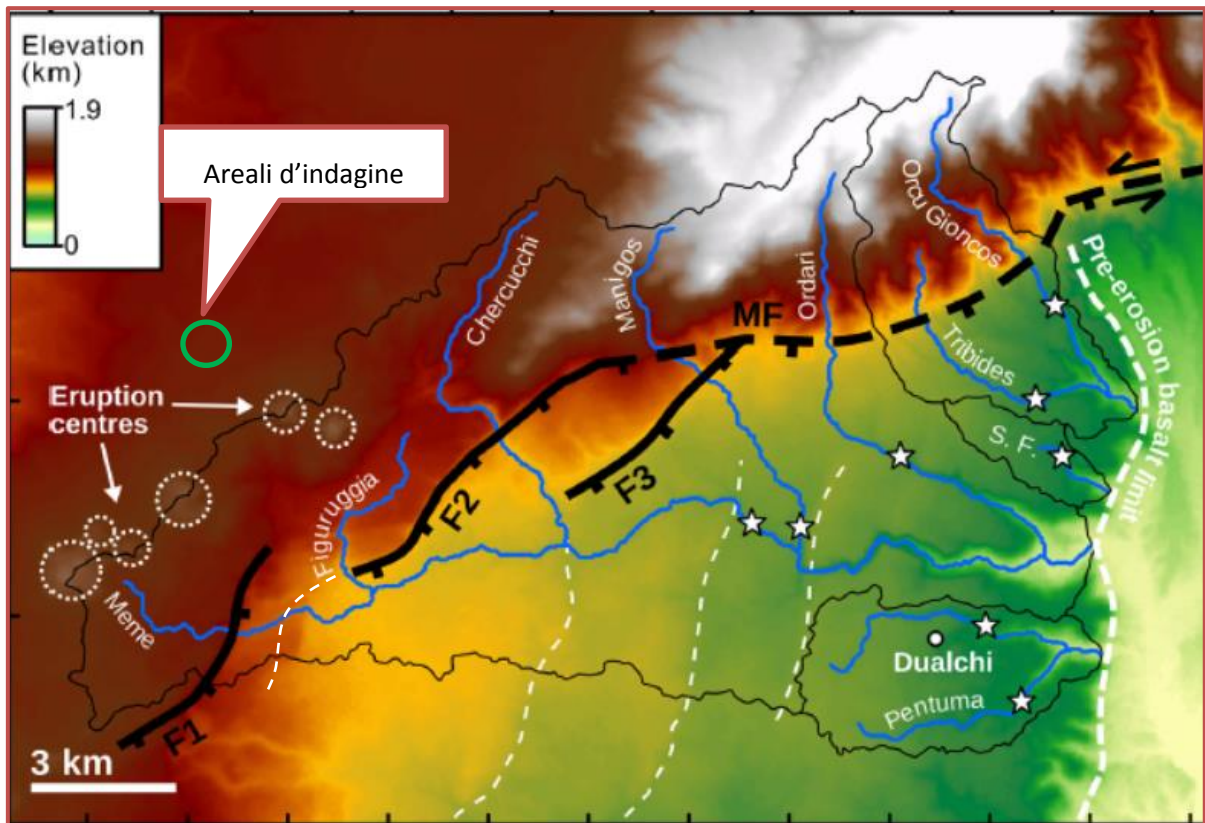 Elevation
(km)
1.9
0
Areali d’indagine
Chercucchi
Manigos
Ordari
Orcu Gioncos
MF
Tribides
S. F.
Pre-erosion basalt limit
Eruption
centres
Figuruggia
F2
F3
Meme
F1
Dualchi
Pentuma
3 km